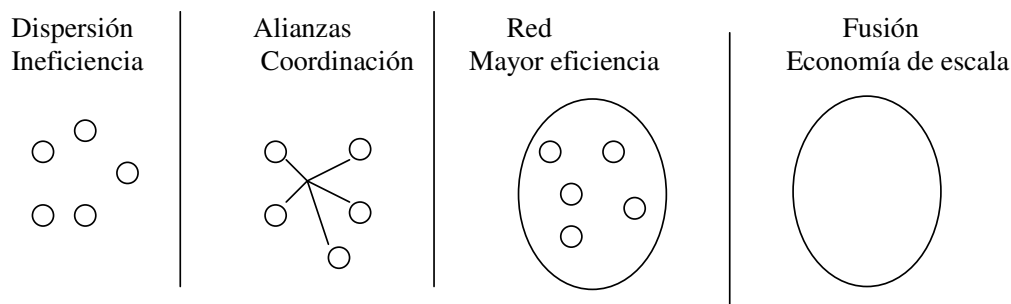 Dispersión
Ineficiencia
Alianzas
Coordinación
Red
Mayor eficiencia
Fusión
Economía de escala